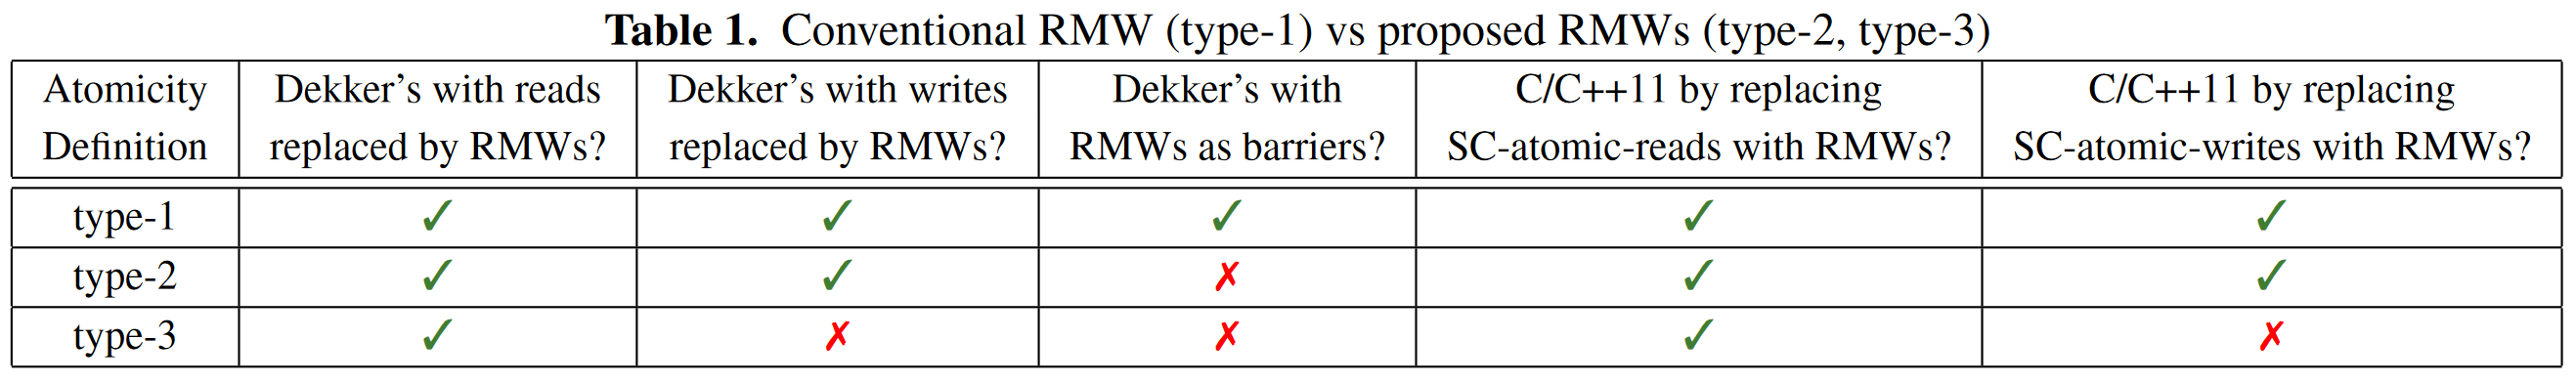 Table 1. Conventional RMW (type-1) vs proposed RMWs (type-2, type-3)
Atomicity Definition | Dekker's with reads replaced by RMWs? | Dekker's with writes replaced by RMWs? | Dekker's with RMWs as barriers? | C/C++11 by replacing SC-atomic-reads with RMWs? | C/C++11 by replacing SC-atomic-writes with RMWs?
type-1 | ✓ | ✓ | ✓ | ✓ | ✓
type-2 | ✓ | ✓ | ✗ | ✓ | ✓
type-3 | ✓ | ✗ | ✗ | ✓ | ✗